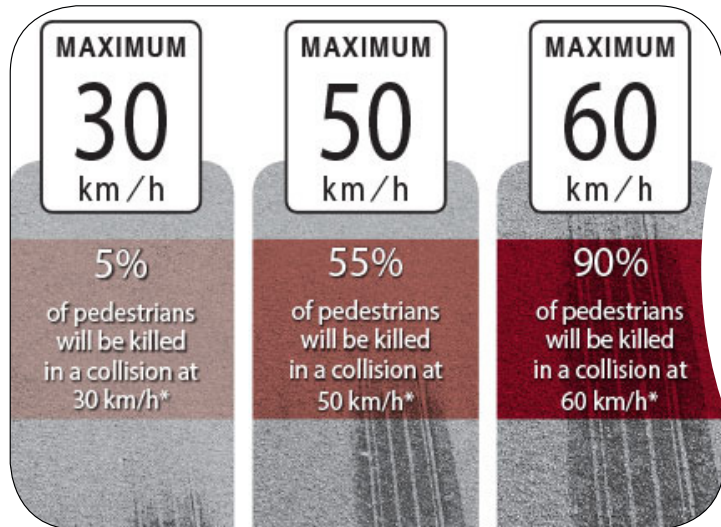 MAXIMUM
30
km/h
5%
of pedestrians
will be killed
in a collision at
30 km/h*
MAXIMUM
50
km/h
55%
of pedestrians
will be killed
in a collision at
50 km/h*
MAXIMUM
60
km/h
90%
of pedestrians
will be killed
in a collision at
60 km/h*